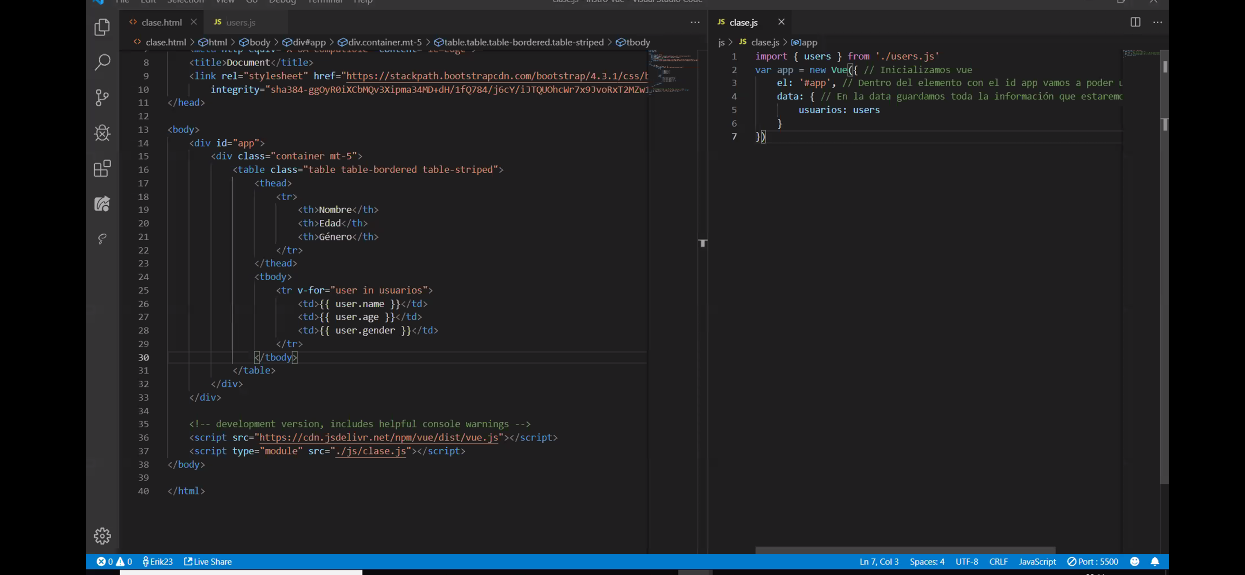 clase.html
JS users.js
clase.html > html > body > div#app > div.container.mt-5 > table.table.table-bordered.table-striped > tbody
8 <title>Document</title>
9 <link rel="stylesheet" href="https://stackpath.bootstrapcdn.com/bootstrap/4.3.1/css/b
10 integrity="sha384-ggOyR0iXCbMQv3Xipma34MD+dH/1fQ784/j6cY/iJTQUOhcWr7x9JvoRxT2MZw1
11 </head>
12
13 <body>
14 <div id="app">
15 <div class="container mt-5">
16 <table class="table table-bordered table-striped">
17 <thead>
18 <tr>
19 <th>Nombre</th>
20 <th>Edad</th>
21 <th>Género</th>
22 </tr>
23 </thead>
24 <tbody>
25 <tr v-for="user in usuarios">
26 <td>{{ user.name }}</td>
27 <td>{{ user.age }}</td>
28 <td>{{ user.gender }}</td>
29 </tr>
30 </tbody>
31 </table>
32 </div>
33 </div>
34
35 <!-- development version, includes helpful console warnings -->
36 <script src="https://cdn.jsdelivr.net/npm/vue/dist/vue.js"></script>
37 <script type="module" src="./js/clase.js"></script>
38 </body>
39
40 </html>
JS clase.js
js > JS clase.js > app
1 import { users } from './users.js'
2 var app = new Vue({ // Inicializamos vue
3 el: '#app', // Dentro del elemento con el id app vamos a poder u
4 data: { // En la data guardamos toda la información que estaremo
5 usuarios: users
6 }
7 })
0 0 Erik23 Live Share Ln 7, Col 3 Spaces: 4 UTF-8 CRLF JavaScript Port : 5500